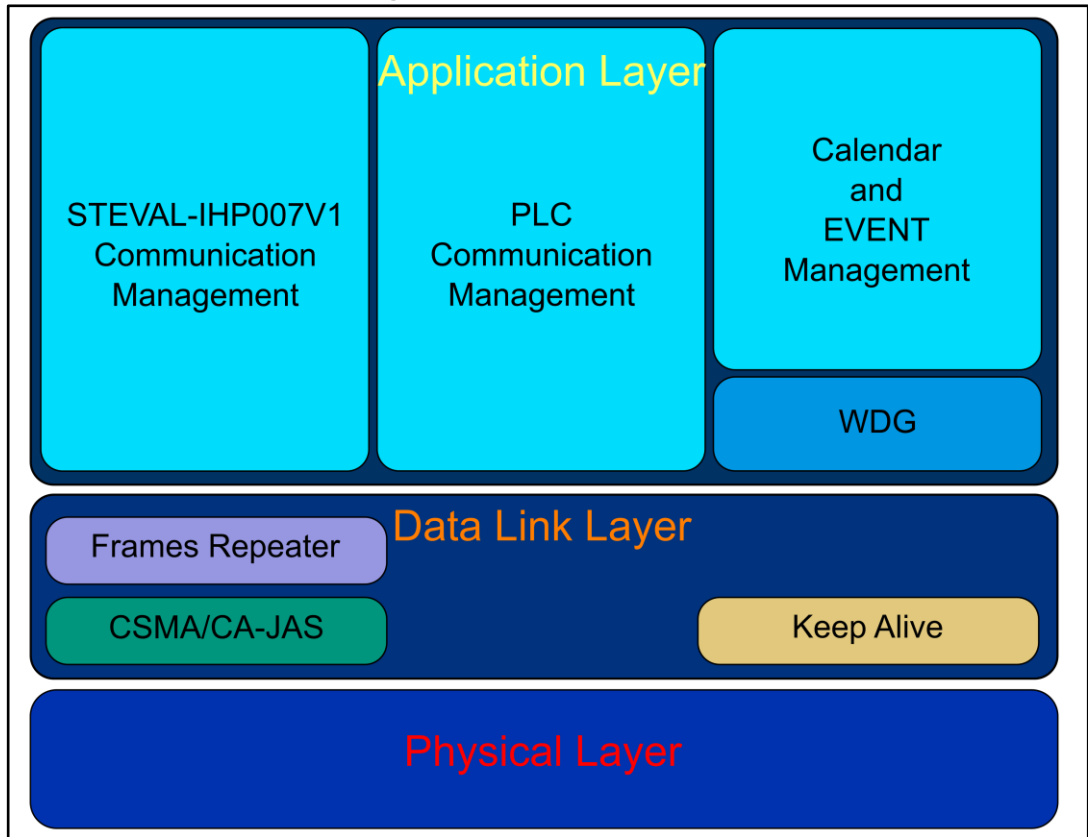 Application Layer
STEVAL-IHP007V1
Communication
Management
PLC
Communication
Management
Calendar
and
EVENT
Management
WDG
Data Link Layer
Frames Repeater
CSMA/CA-JAS
Keep Alive
Physical Layer